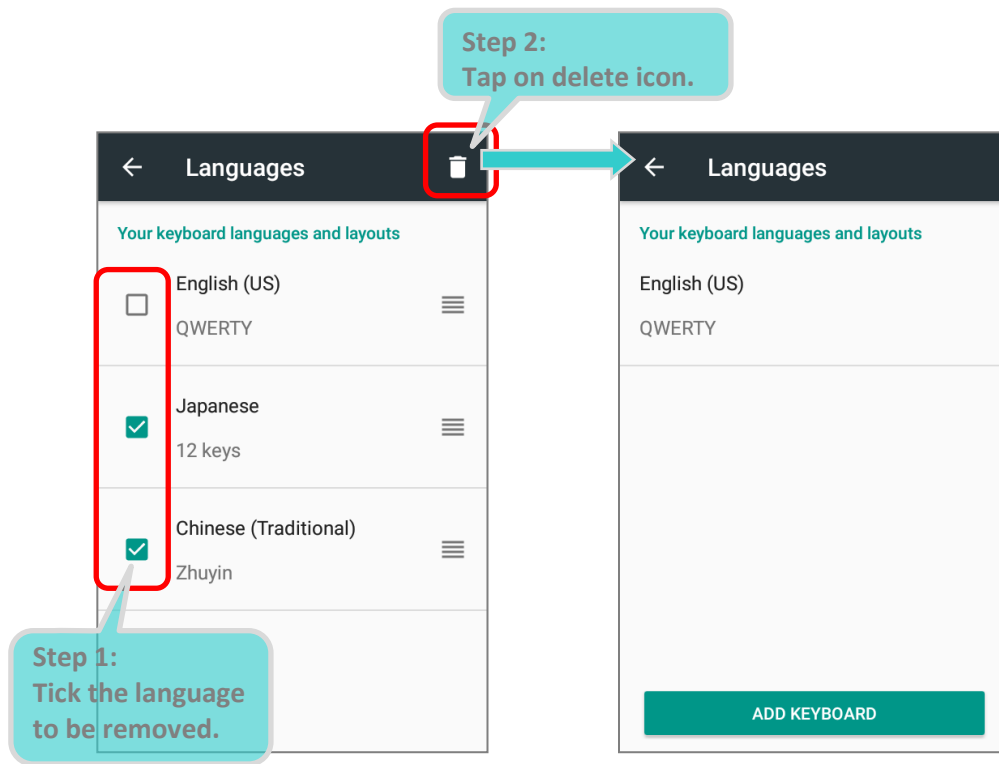 Step 2:
Tap on delete icon.
Languages
Your keyboard languages and layouts
English (US)
QWERTY
Japanese
12 keys
Chinese (Traditional)
Zhuyin
Step 1:
Tick the language
to be removed.
Languages
Your keyboard languages and layouts
English (US)
QWERTY
ADD KEYBOARD